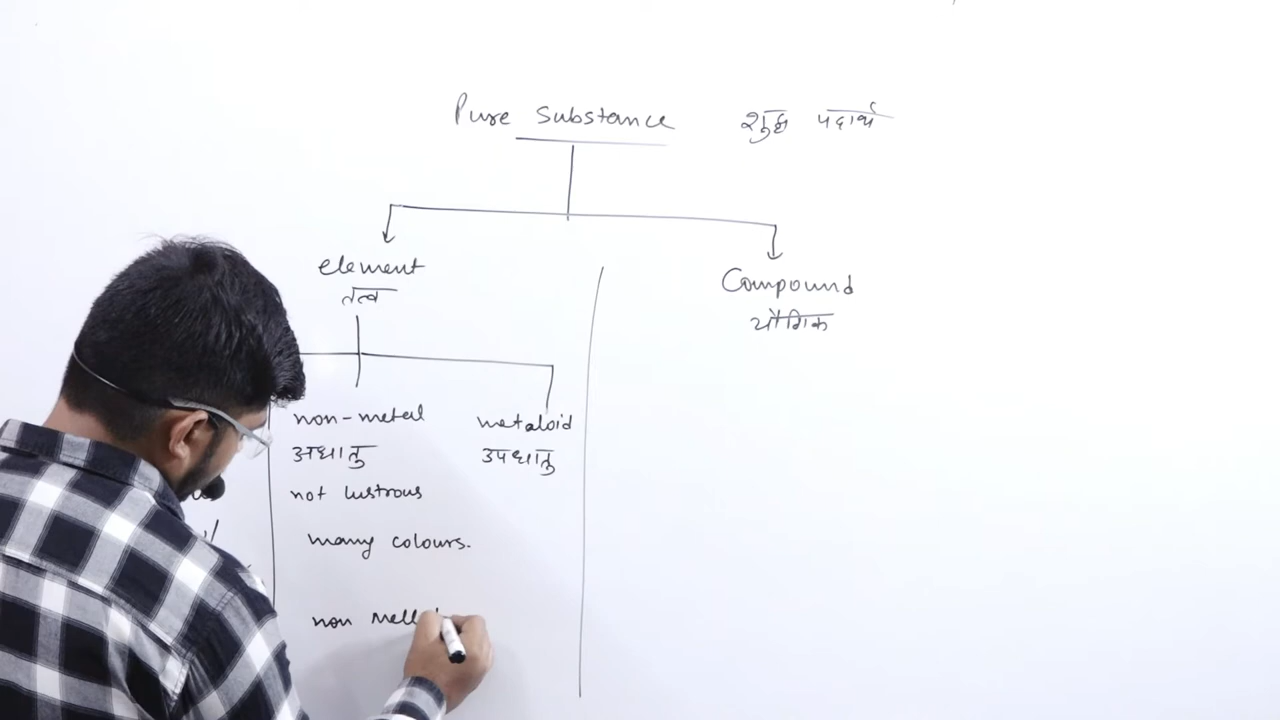 Pure Substance शुद्ध पदार्थ
element
तत्व
Compound
यौगिक
non-metal
अधातु
metaloid
उपधातु
not lustrous
many colours.
non